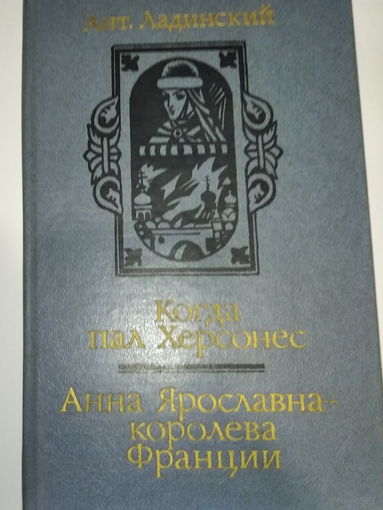 Ант. Ладинский
Когда
пал Херсонес
Анна Ярославна-
королева
Франции